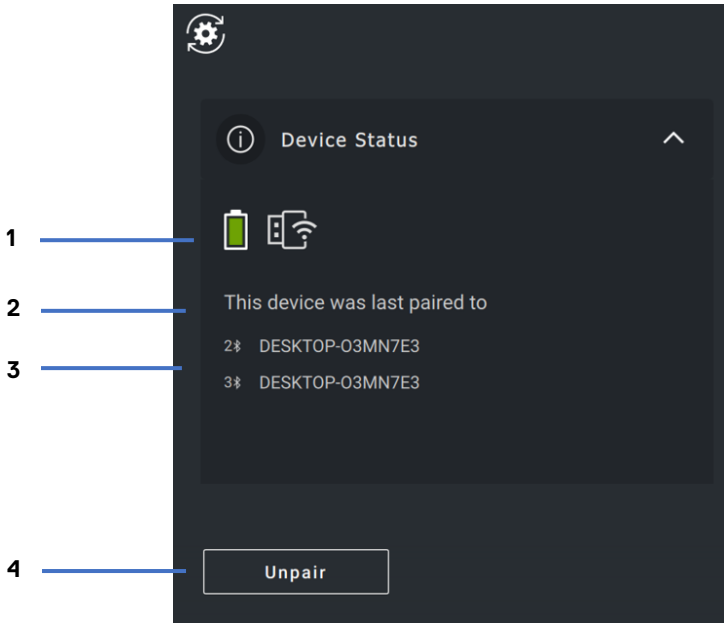 Device Status
1
2
This device was last paired to
2 DESKTOP-O3MN7E3
3
3 DESKTOP-O3MN7E3
4
Unpair